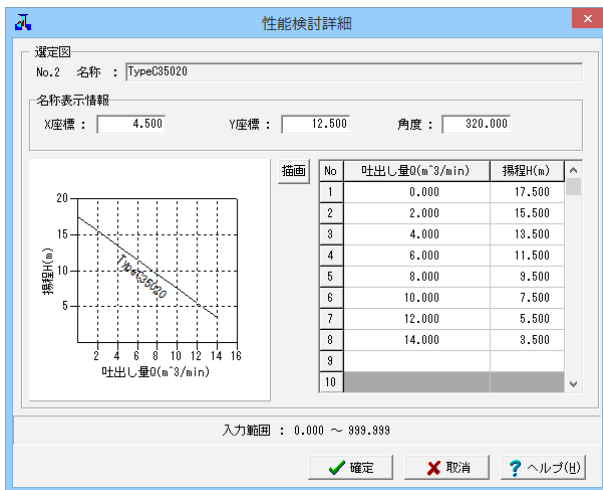 性能検討詳細
選定図
No.2 名称 : TypeC35020
名称表示情報
X座標 : 4.500 Y座標 : 12.500 角度 : 320.000
描画
No 吐出し量Q(m^3/min) 揚程H(m)
1 0.000 17.500
2 2.000 15.500
3 4.000 13.500
4 6.000 11.500
5 8.000 9.500
6 10.000 7.500
7 12.000 5.500
8 14.000 3.500
9
10
20
15
10
5
揚程H(m)
TypeC35020
2 4 6 8 10 12 14 16
吐出し量Q(m^3/min)
入力範囲 : 0.000 ～ 999.999
確定 取消 ヘルプ(H)